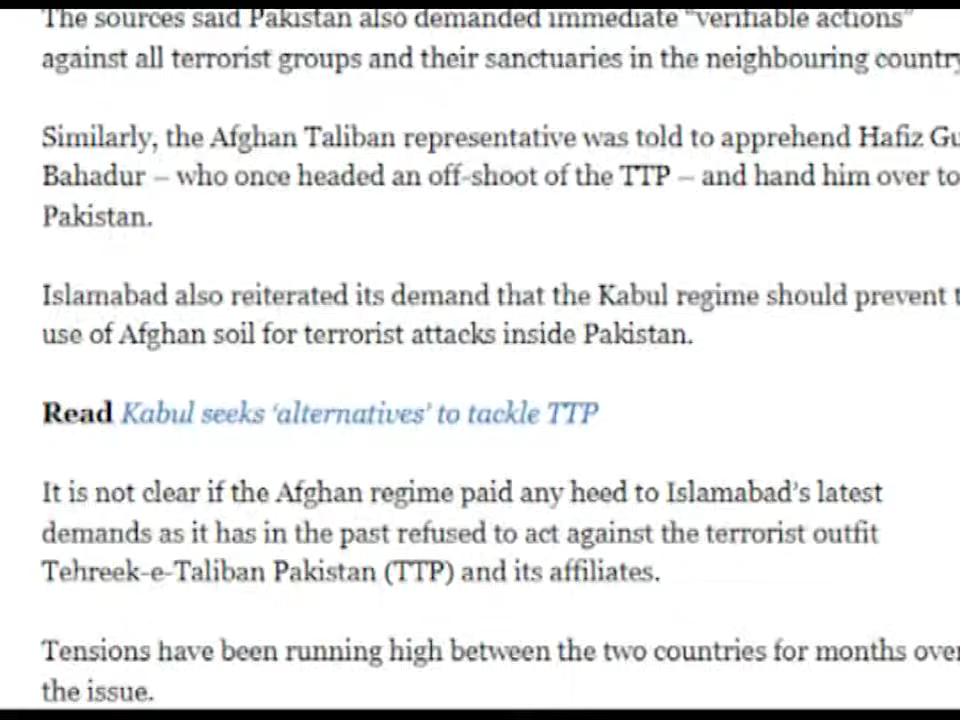 The sources said Pakistan also demanded immediate "verifiable actions"
against all terrorist groups and their sanctuaries in the neighbouring country
Similarly, the Afghan Taliban representative was told to apprehend Hafiz Gu
Bahadur – who once headed an off-shoot of the TTP – and hand him over to
Pakistan.
Islamabad also reiterated its demand that the Kabul regime should prevent t
use of Afghan soil for terrorist attacks inside Pakistan.
Read Kabul seeks ‘alternatives’ to tackle TTP
It is not clear if the Afghan regime paid any heed to Islamabad’s latest
demands as it has in the past refused to act against the terrorist outfit
Tehreek-e-Taliban Pakistan (TTP) and its affiliates.
Tensions have been running high between the two countries for months over
the issue.